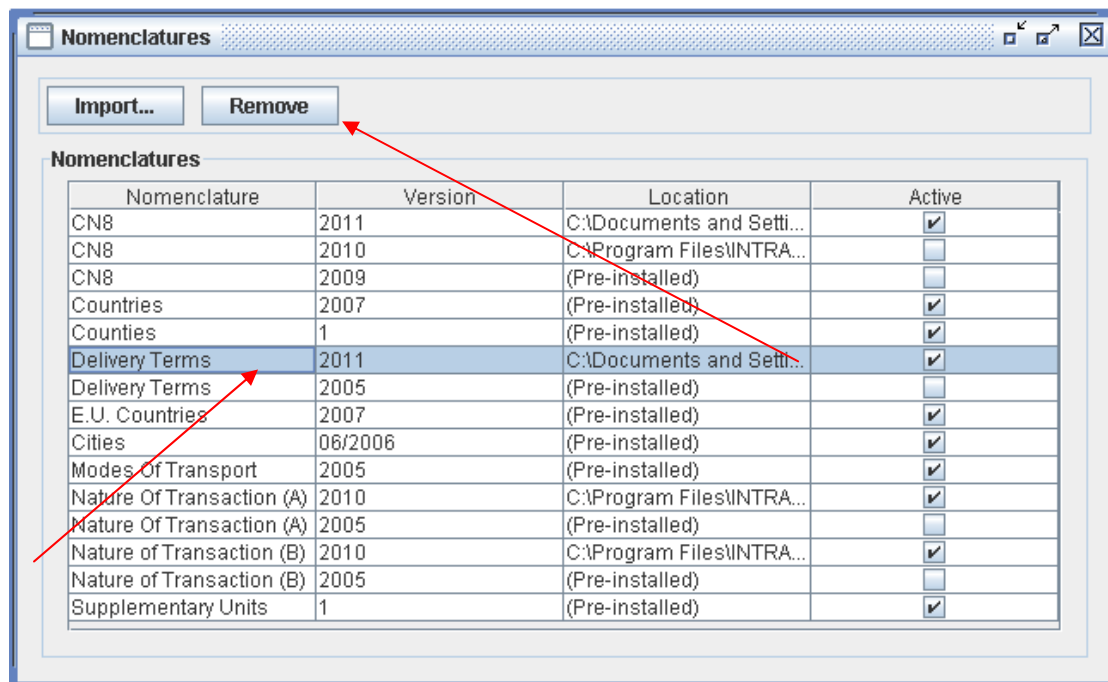 Nomenclatures
Import... Remove
Nomenclatures
Nomenclature Version Location Active
CN8 2011 C:\Documents and Setti...
CN8 2010 C:\Program Files\INTRA...
CN8 2009 (Pre-installed)
Countries 2007 (Pre-installed)
Counties 1 (Pre-installed)
Delivery Terms 2011 C:\Documents and Setti...
Delivery Terms 2005 (Pre-installed)
E.U. Countries 2007 (Pre-installed)
Cities 06/2006 (Pre-installed)
Modes Of Transport 2005 (Pre-installed)
Nature Of Transaction (A) 2010 C:\Program Files\INTRA...
Nature Of Transaction (A) 2005 (Pre-installed)
Nature of Transaction (B) 2010 C:\Program Files\INTRA...
Nature of Transaction (B) 2005 (Pre-installed)
Supplementary Units 1 (Pre-installed)